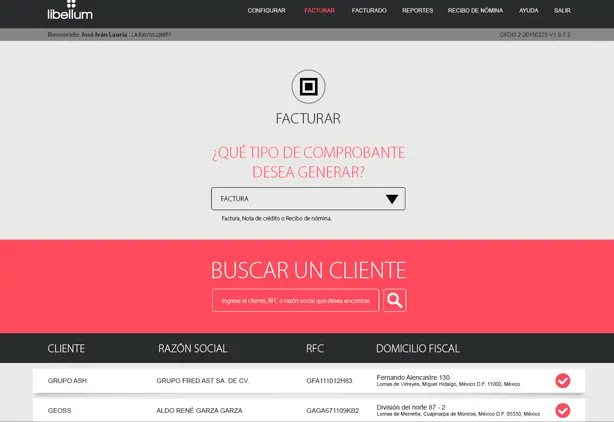 libellum
CONFIGURAR FACTURAR FACTURADO REPORTES RECIBO DE NÓMINA AYUDA SALIR
Bienvenido: José Iván Lauria .
CFDI3.2-20150223-V1.9.7.3
FACTURAR
¿QUÉ TIPO DE COMPROBANTE
DESEA GENERAR?
FACTURA
Factura, Nota de crédito o Recibo de nómina.
BUSCAR UN CLIENTE
Ingrese el cliente, RFC o razón social que desea encontrar.
CLIENTE RAZÓN SOCIAL RFC DOMICILIO FISCAL
GRUPO ASH GRUPO FRED AST SA. DE CV. GFA111012H83 Fernando Alencastre 130
Lomas de Virreyes, Miguel Hidalgo, México D.F. 11000, México
GEOSS ALDO RENÉ GARZA GARZA GAGA671109KB2 División del norte 87 - 2
Lomas de Memetla, Cuajimalpa de Morelos, México D.F. 05330, México